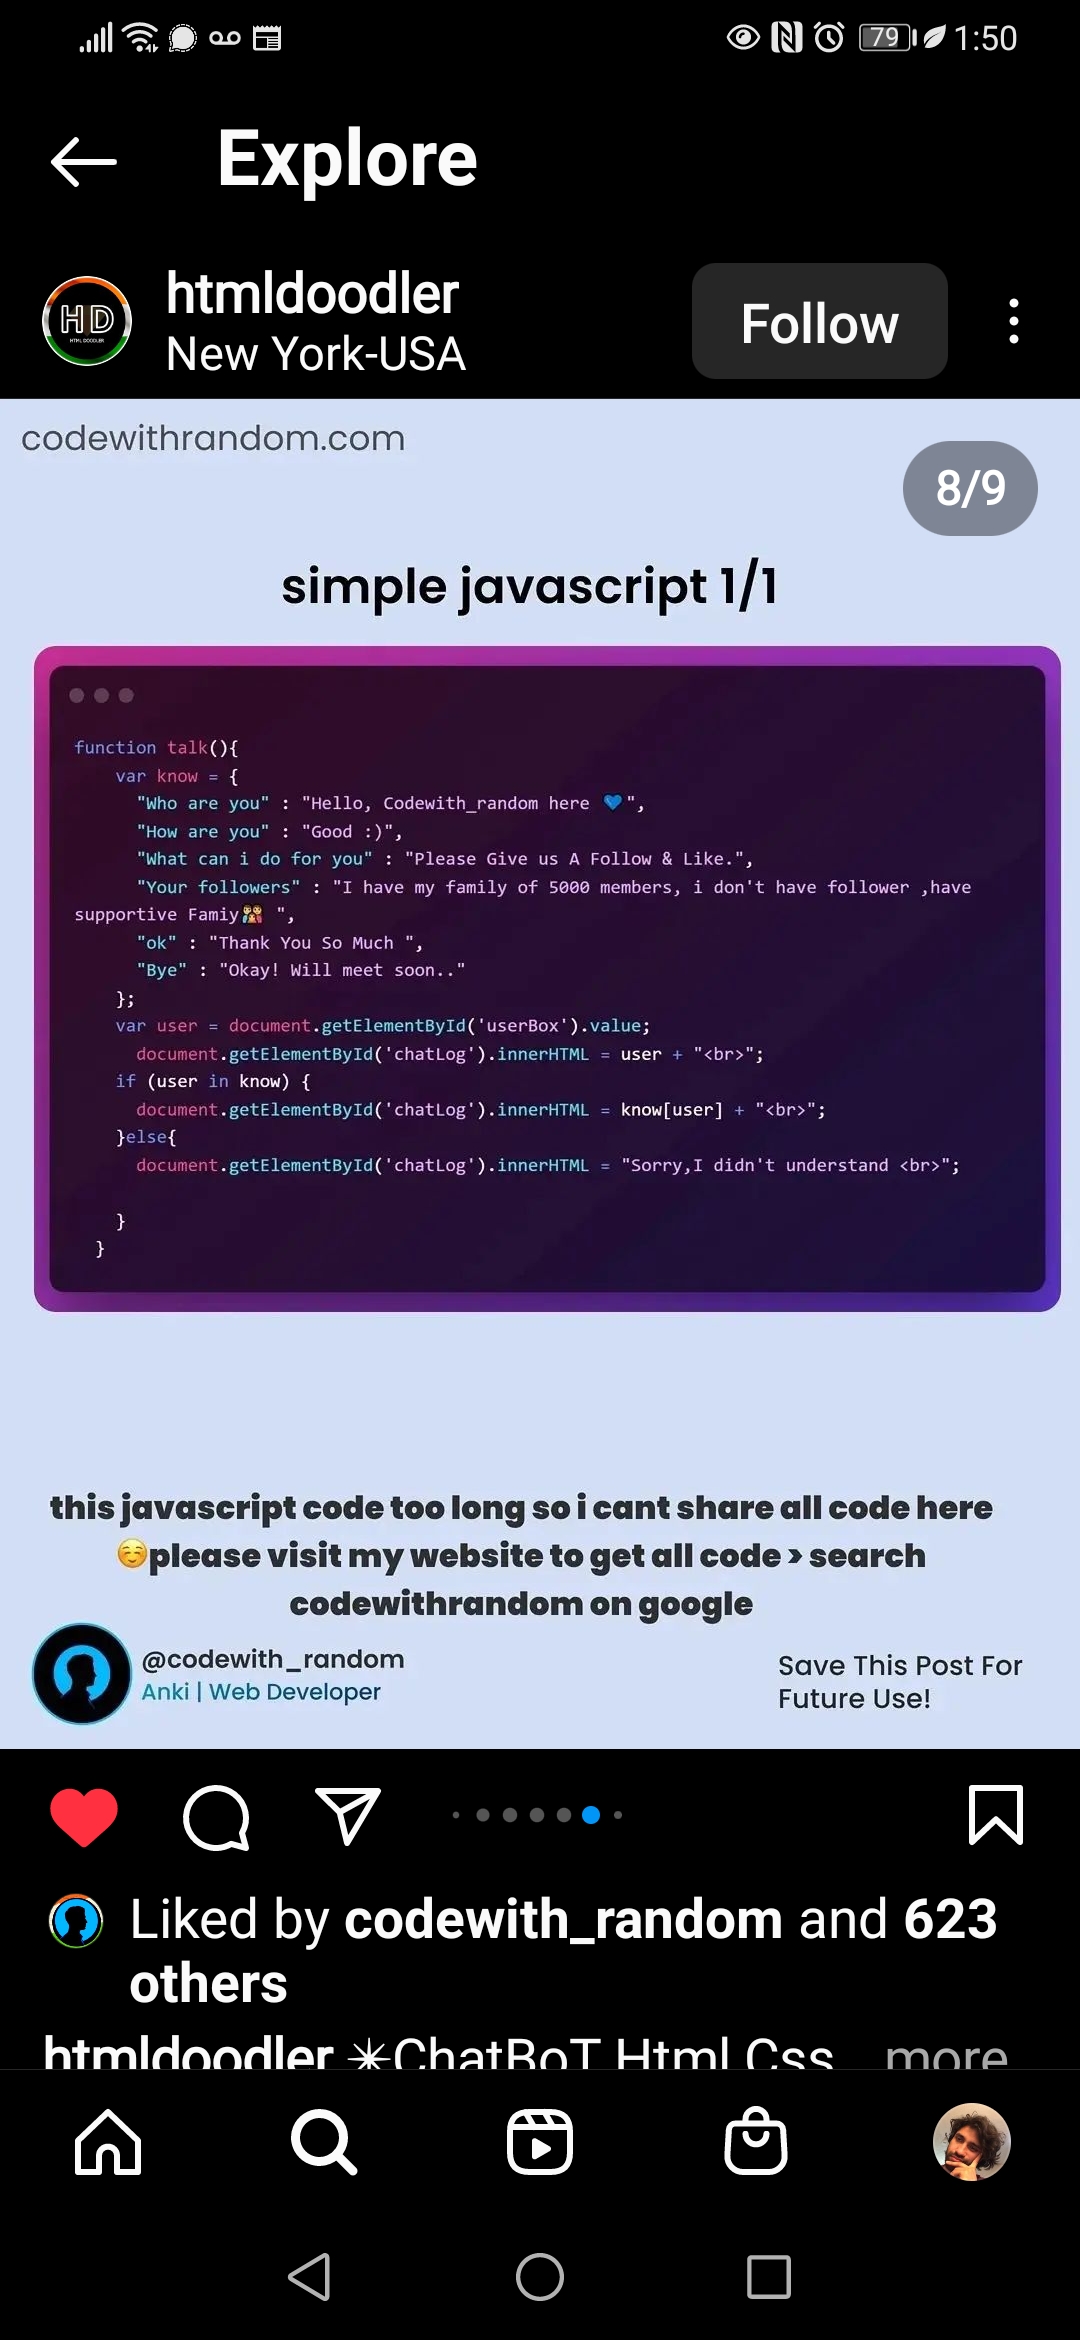 79 1:50
Explore
HD
HTML DOODLER
htmldoodler
New York-USA
Follow
codewithrandom.com
8/9
simple javascript 1/1
function talk(){
var know = {
"Who are you" : "Hello, Codewith_random here 💙",
"How are you" : "Good :)",
"What can i do for you" : "Please Give us A Follow & Like.",
"Your followers" : "I have my family of 5000 members, i don't have follower ,have
supportive Famiy👨‍👩‍👧‍👦 ",
"ok" : "Thank You So Much ",
"Bye" : "Okay! Will meet soon.."
};
var user = document.getElementById('userBox').value;
document.getElementById('chatLog').innerHTML = user + "<br>";
if (user in know) {
document.getElementById('chatLog').innerHTML = know[user] + "<br>";
}else{
document.getElementById('chatLog').innerHTML = "Sorry,I didn't understand <br>";
}
}
this javascript code too long so i cant share all code here
☺️please visit my website to get all code > search
codewithrandom on google
@codewith_random
Anki | Web Developer
Save This Post For
Future Use!
Liked by codewith_random and 623
others
htmldoodler ✴ChatBoT Html Css... more